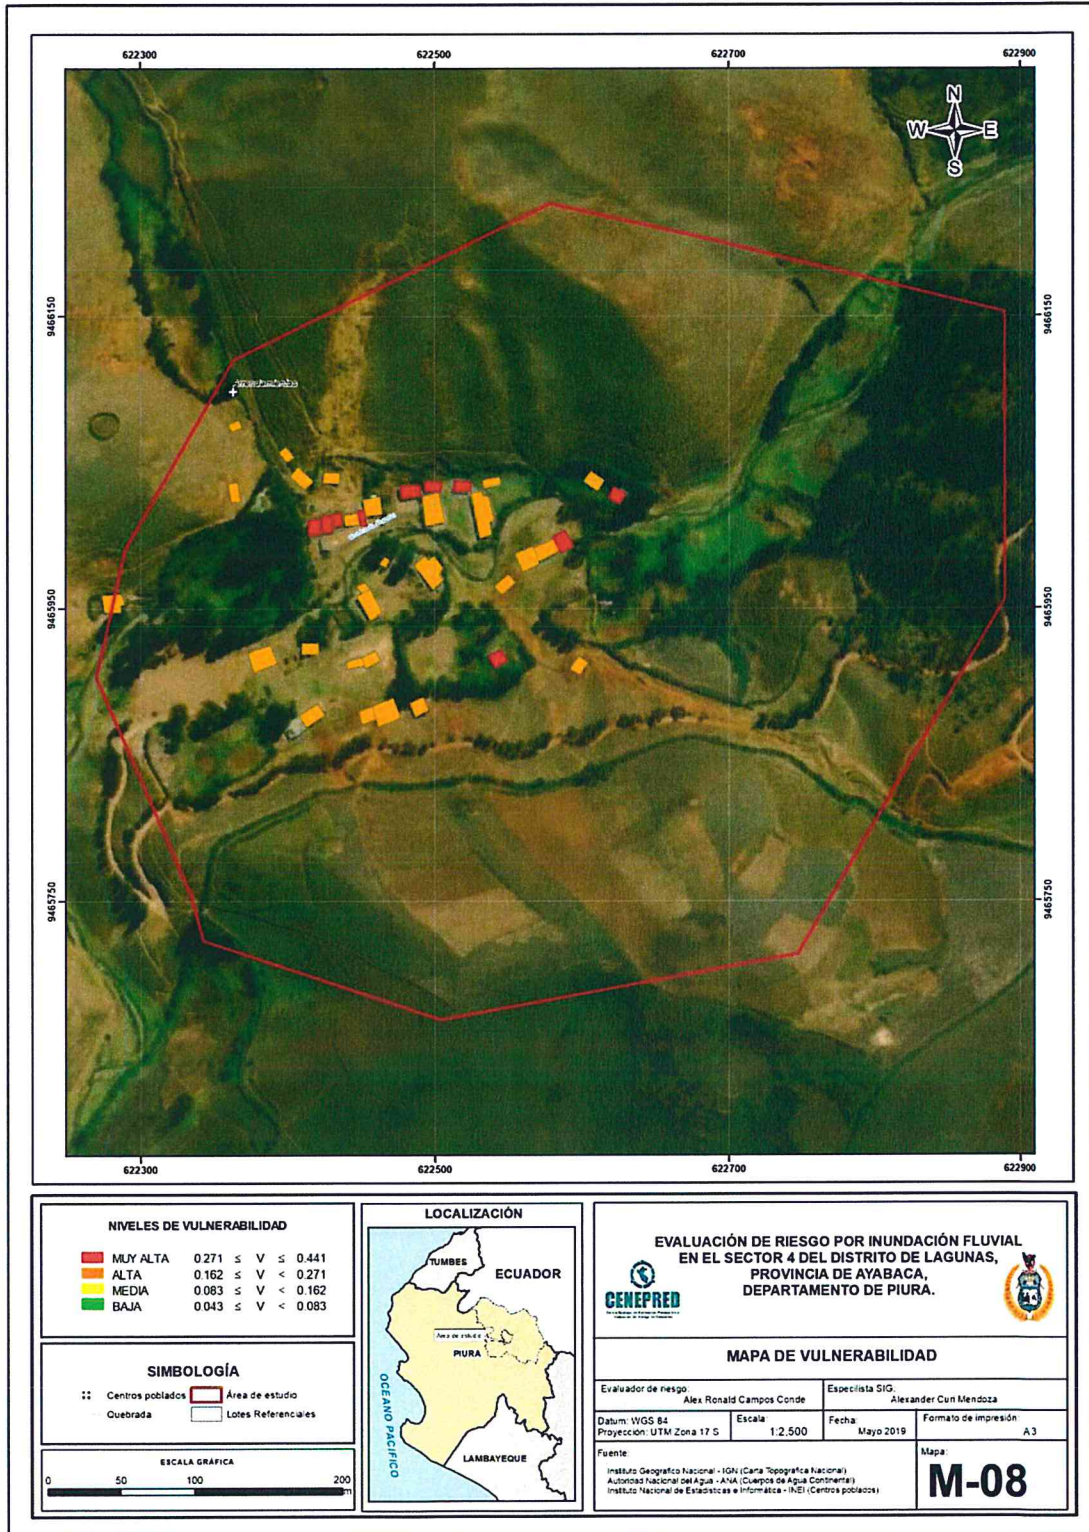 622300 622500 622700 622900
N
W E
S
9466150 9466150
9465950 9465950
9465750 9465750
622300 622500 622700 622900
NIVELES DE VULNERABILIDAD
MUY ALTA 0.271 ≤ V ≤ 0.441
ALTA 0.162 ≤ V < 0.271
MEDIA 0.083 ≤ V < 0.162
BAJA 0.043 ≤ V < 0.083
SIMBOLOGÍA
Centros poblados Área de estudio
Quebrada Lotes Referenciales
ESCALA GRÁFICA
0 50 100 200
m
LOCALIZACIÓN
TUMBES
ECUADOR
Área de estudio
PIURA
OCEANO PACIFICO
LAMBAYEQUE
EVALUACIÓN DE RIESGO POR INUNDACIÓN FLUVIAL
EN EL SECTOR 4 DEL DISTRITO DE LAGUNAS,
PROVINCIA DE AYABACA,
DEPARTAMENTO DE PIURA.
CENEPRED
MAPA DE VULNERABILIDAD
Evaluador de riesgo:
Alex Ronald Campos Conde
Especilista SIG:
Alexander Curi Mendoza
Datum: WGS 84
Proyección: UTM Zona 17 S
Escala:
1:2,500
Fecha:
Mayo 2019
Formato de impresión:
A3
Fuente:
Instituto Geografico Nacional - IGN (Carta Topografica Nacional)
Autoridad Nacional del Agua - ANA (Cuerpos de Agua Continental)
Instituto Nacional de Estadisticas e Informática - INEI (Centros poblados)
Mapa:
M-08